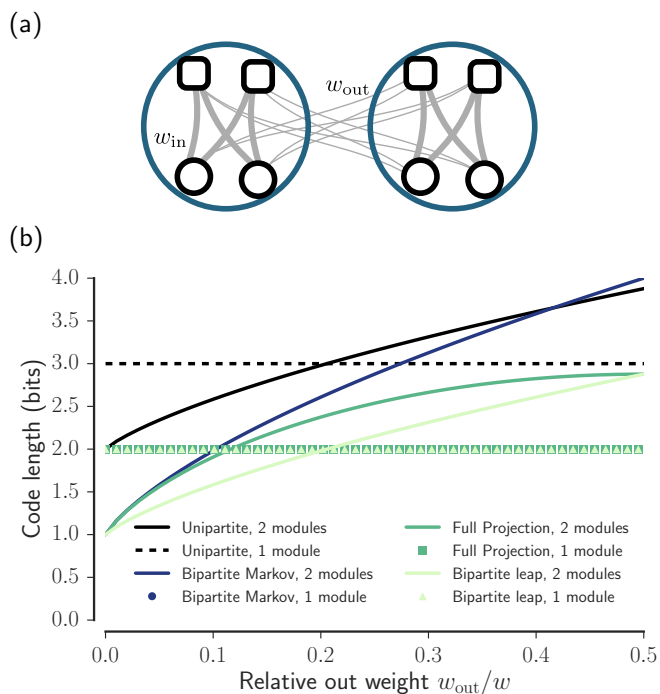 (a)
w_out
w_in
(b)
4.0
3.5
3.0
2.5
2.0
1.5
1.0
0.5
0.0
Code length (bits)
Unipartite, 2 modules
Unipartite, 1 module
Bipartite Markov, 2 modules
Bipartite Markov, 1 module
Full Projection, 2 modules
Full Projection, 1 module
Bipartite leap, 2 modules
Bipartite leap, 1 module
0.0 0.1 0.2 0.3 0.4 0.5
Relative out weight w_out/w